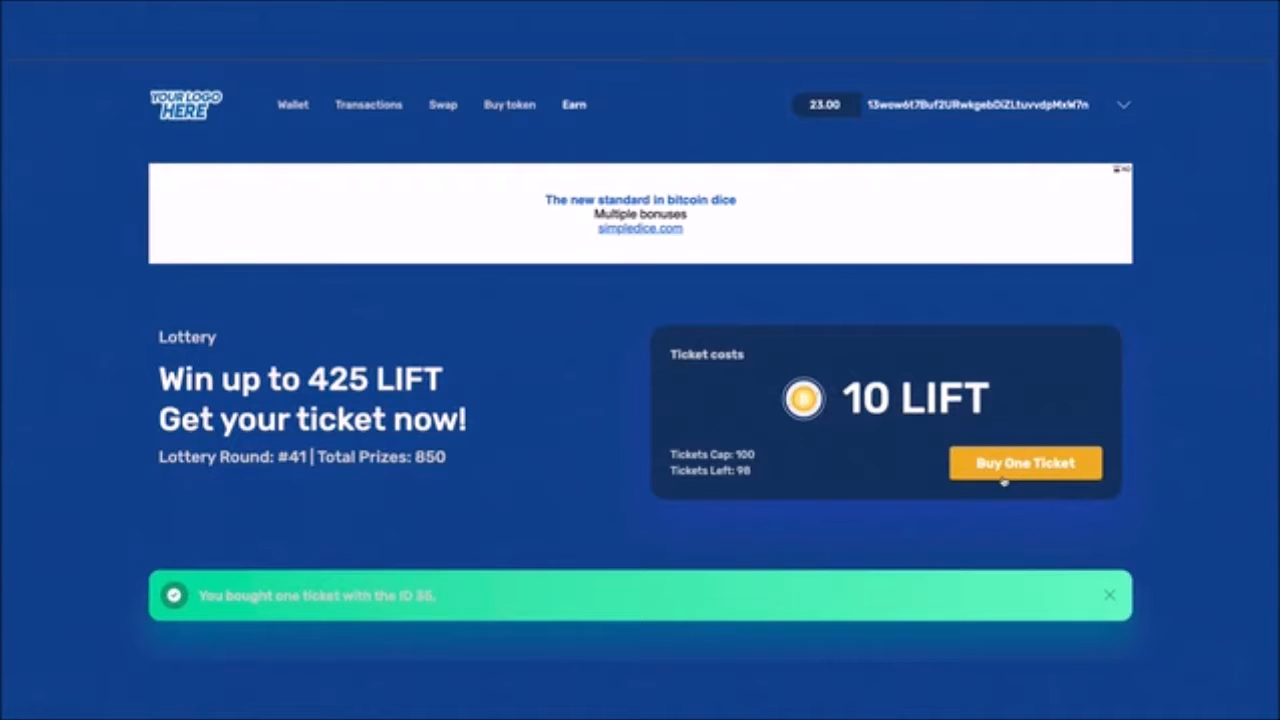 YOUR LOGO
HERE
Wallet Transactions Swap Buy token Earn
23.00
The new standard in bitcoin dice
Multiple bonuses
simpledice.com
Lottery
Win up to 425 LIFT
Get your ticket now!
Lottery Round: #41 | Total Prizes: 850
Ticket costs
10 LIFT
Tickets Cap: 100
Tickets Left: 98
Buy One Ticket
You bought one ticket with the ID 35.